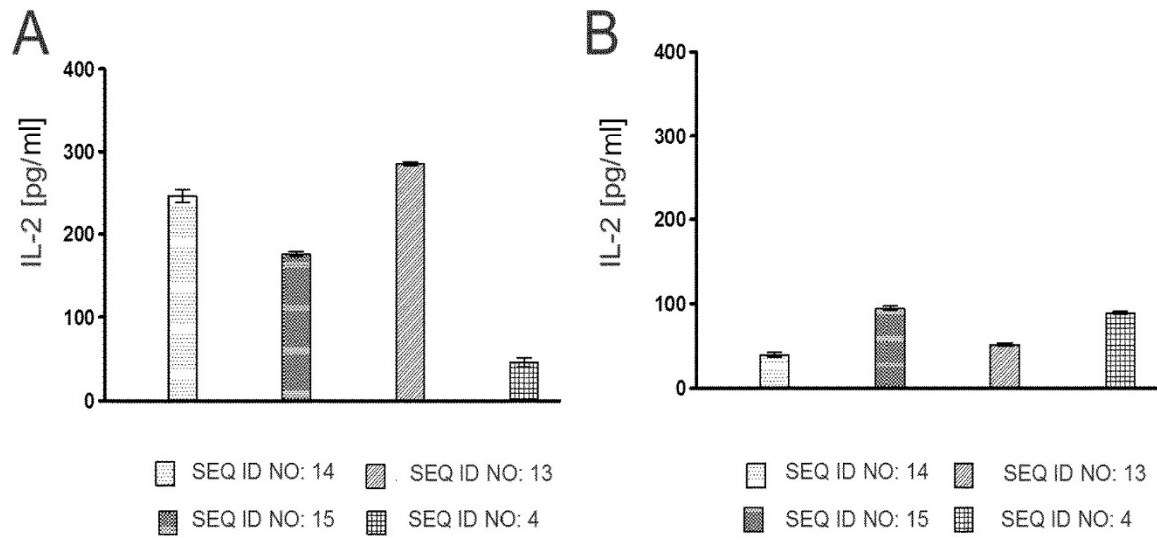 A
IL-2 [pg/ml]
400
300
200
100
0
SEQ ID NO: 14
SEQ ID NO: 13
SEQ ID NO: 15
SEQ ID NO: 4
B
IL-2 [pg/ml]
400
300
200
100
0
SEQ ID NO: 14
SEQ ID NO: 13
SEQ ID NO: 15
SEQ ID NO: 4